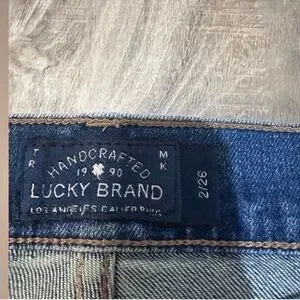 T MK
R
HANDCRAFTED
19 90
LUCKY BRAND
LOS ANGELES CALIFORNIA
2/26